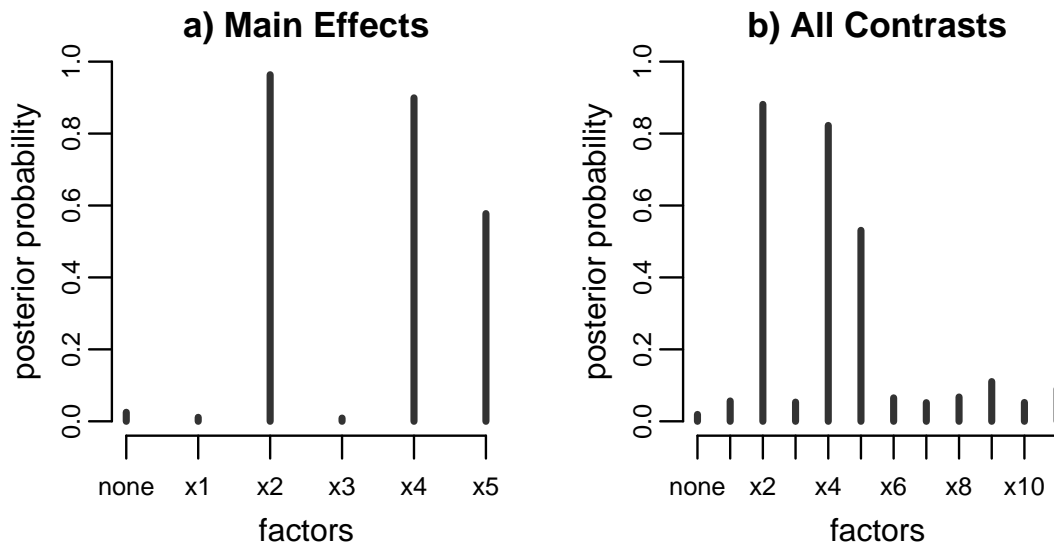 a) Main Effects
posterior probability
1.0
0.8
0.6
0.4
0.2
0.0
none x1 x2 x3 x4 x5
factors
b) All Contrasts
posterior probability
1.0
0.8
0.6
0.4
0.2
0.0
none x2 x4 x6 x8 x10
factors